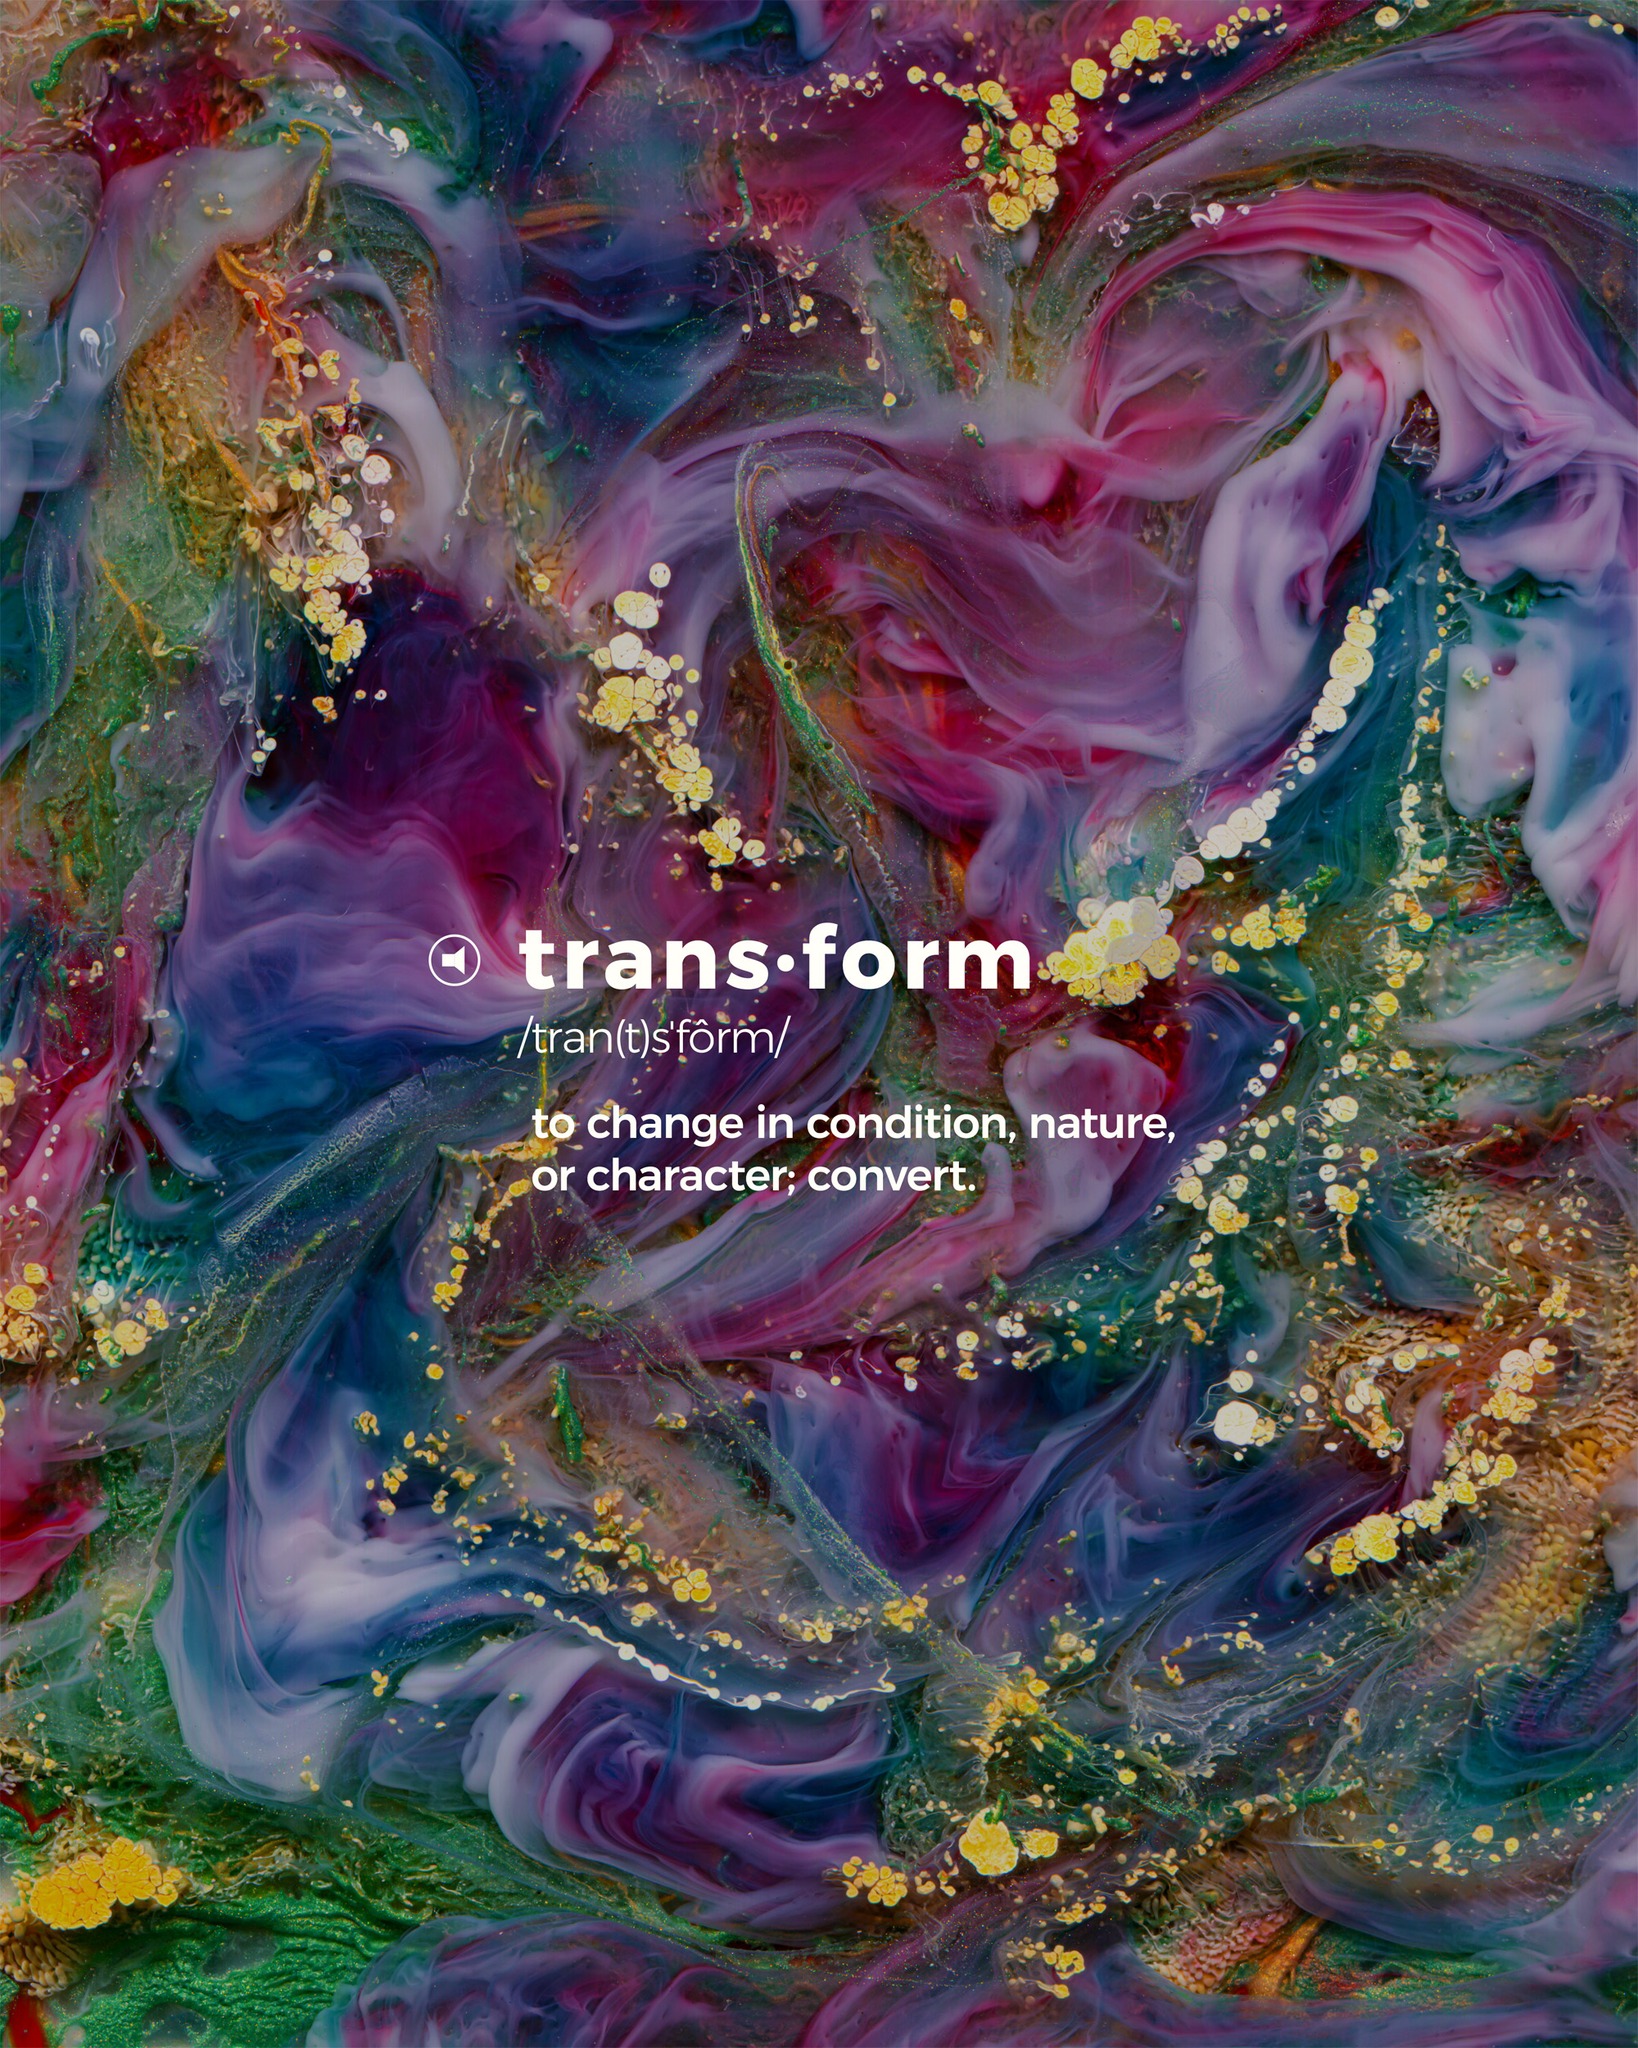 trans·form
/tran(t)s'fôrm/
to change in condition, nature,
or character; convert.